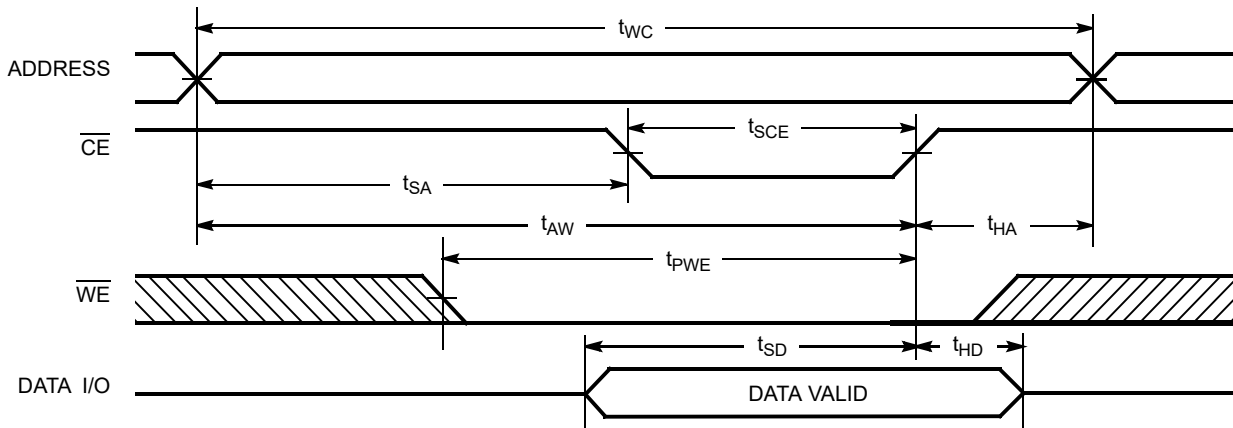 tWC
ADDRESS
CE
tSCE
tSA
tAW
tHA
tPWE
WE
tSD
tHD
DATA I/O
DATA VALID